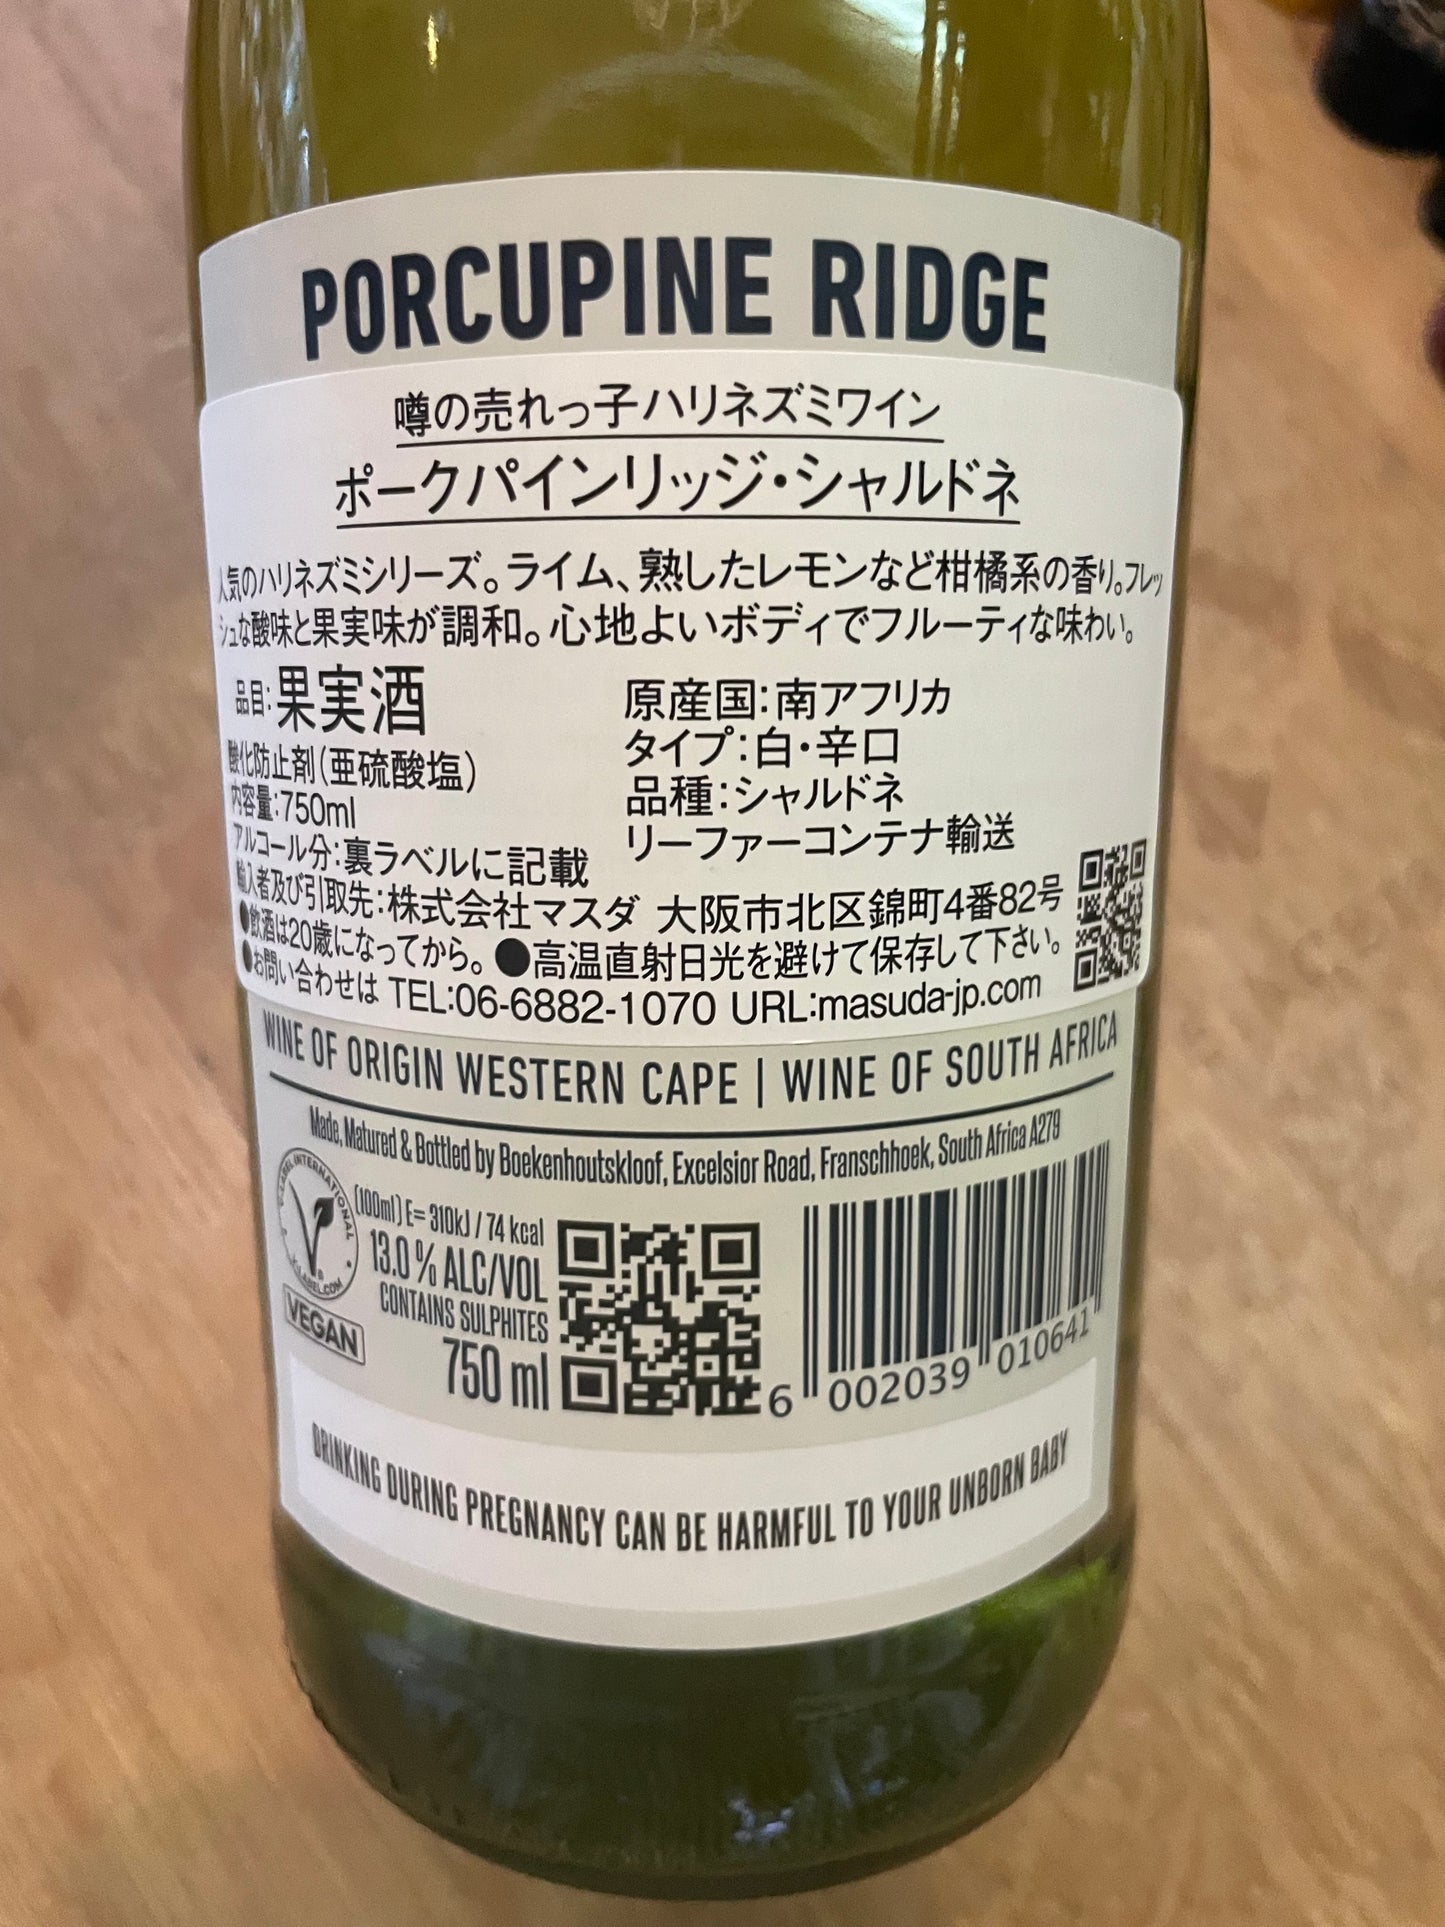 PORCUPINE RIDGE
噂の売れっ子ハリネズミワイン
ポークパインリッジ・シャルドネ
人気のハリネズミシリーズ。ライム、熟したレモンなど柑橘系の香り。フレッ
シュな酸味と果実味が調和。心地よいボディでフルーティな味わい。
品目:果実酒
酸化防止剤(亜硫酸塩)
内容量:750ml
アルコール分:裏ラベルに記載
原産国:南アフリカ
タイプ:白・辛口
品種:シャルドネ
リーファーコンテナ輸送
輸入者及び引取先:株式会社マスダ 大阪市北区錦町4番82号
●飲酒は20歳になってから。●高温直射日光を避けて保存して下さい。
●お問い合わせは TEL:06-6882-1070 URL:masuda-jp.com
WINE OF ORIGIN WESTERN CAPE | WINE OF SOUTH AFRICA
Made, Matured & Bottled by Boekenhoutskloof, Excelsior Road, Franschhoek, South Africa A279
V-LABEL INTERNATIONAL
V-LABEL.COM
VEGAN
(100ml) E= 310kJ / 74 kcal
13.0 % ALC/VOL
CONTAINS SULPHITES
750 ml
6 002039 010641
DRINKING DURING PREGNANCY CAN BE HARMFUL TO YOUR UNBORN BABY